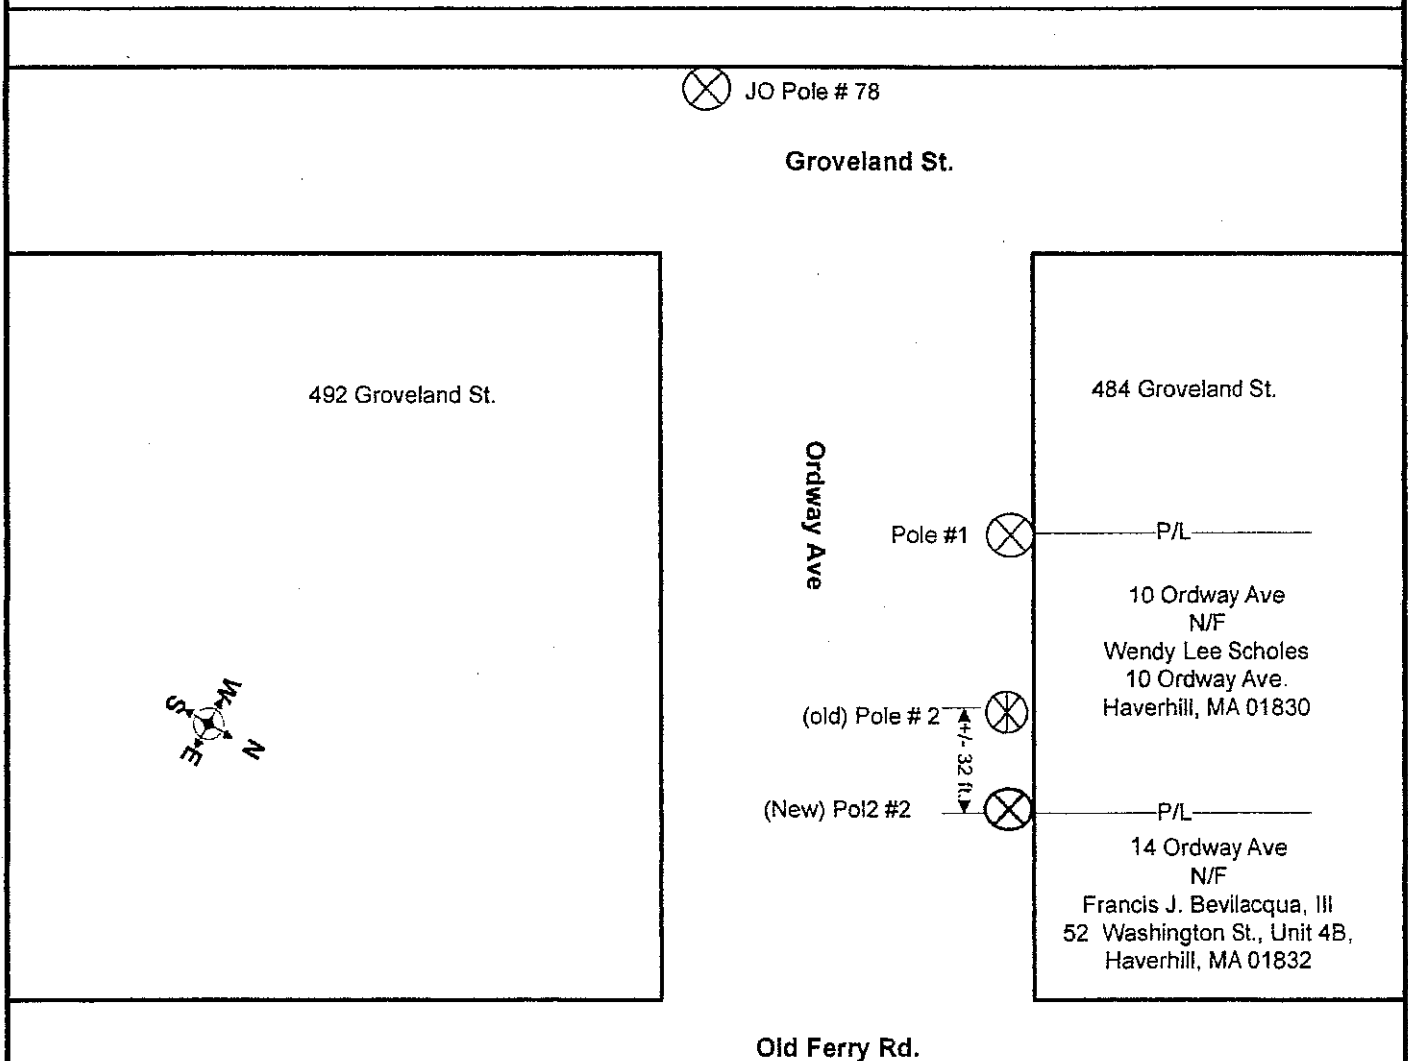 JO Pole # 78
Groveland St.
492 Groveland St.
484 Groveland St.
Ordway Ave
Pole #1
P/L
10 Ordway Ave
N/F
Wendy Lee Scholes
10 Ordway Ave.
Haverhill, MA 01830
(old) Pole # 2
+/- 32 ft.
W
S
N
E
(New) Pol2 #2
P/L
14 Ordway Ave
N/F
Francis J. Bevilacqua, III
52 Washington St., Unit 4B,
Haverhill, MA 01832
Old Ferry Rd.